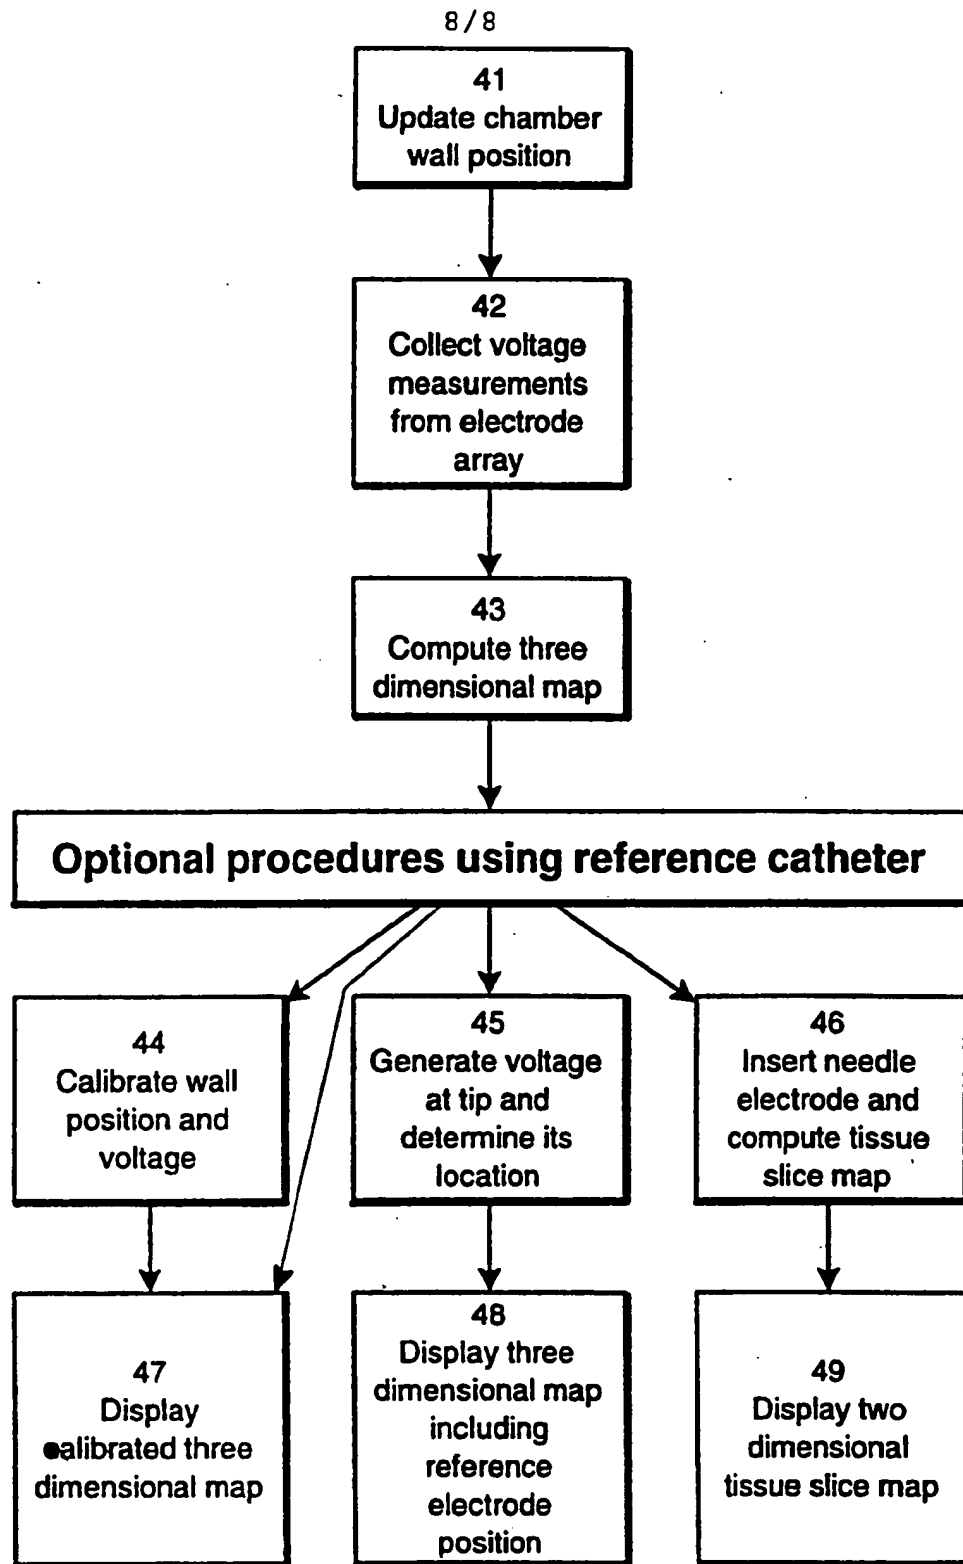 8/8
41
Update chamber
wall position
42
Collect voltage
measurements
from electrode
array
43
Compute three
dimensional map
Optional procedures using reference catheter
44
Calibrate wall
position and
voltage
45
Generate voltage
at tip and
determine its
location
46
Insert needle
electrode and
compute tissue
slice map
47
Display
calibrated three
dimensional map
48
Display three
dimensional map
including
reference
electrode
position
49
Display two
dimensional
tissue slice map